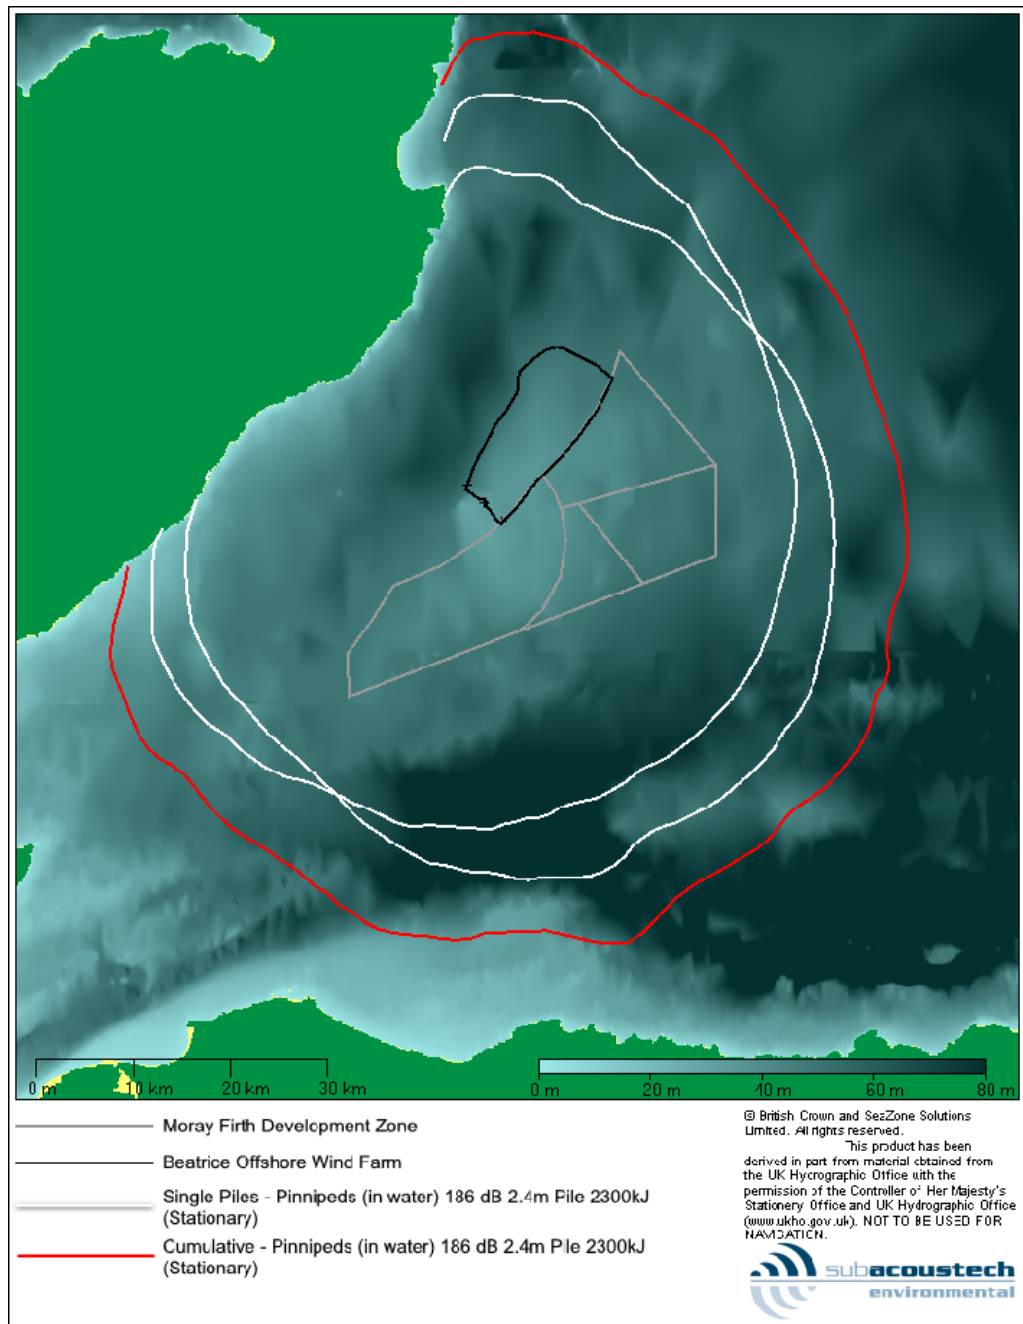 0 m 10 km 20 km 30 km
0 m 20 m 40 m 60 m 80 m
Moray Firth Development Zone
Beatrice Offshore Wind Farm
Single Piles - Pinnipeds (in water) 186 dB 2.4m Pile 2300kJ
(Stationary)
Cumulative - Pinnipeds (in water) 186 dB 2.4m Pile 2300kJ
(Stationary)
© British Crown and SeaZone Solutions
Limited. All rights reserved.
This product has been
derived in part from material obtained from
the UK Hydrographic Office with the
permission of the Controller of Her Majesty's
Stationery Office and UK Hydrographic Office
(www.ukho.gov.uk). NOT TO BE USED FOR
NAVIGATION.
subacoustech
environmental